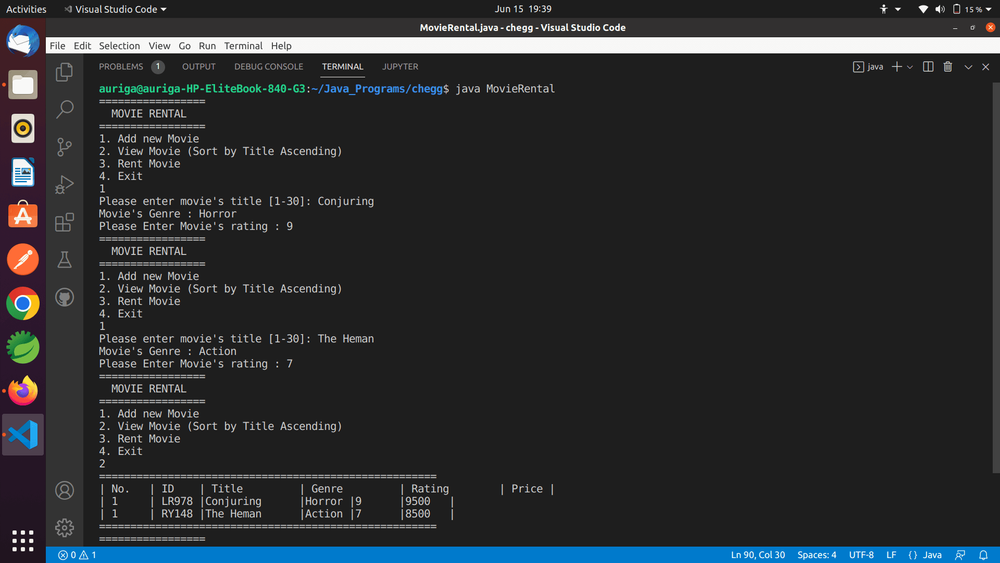 Activities Visual Studio Code Jun 15 19:39 15 %
MovieRental.java - chegg - Visual Studio Code
File Edit Selection View Go Run Terminal Help
PROBLEMS 1 OUTPUT DEBUG CONSOLE TERMINAL JUPYTER java
auriga@auriga-HP-EliteBook-840-G3:~/Java_Programs/chegg$ java MovieRental
=================
MOVIE RENTAL
=================
1. Add new Movie
2. View Movie (Sort by Title Ascending)
3. Rent Movie
4. Exit
1
Please enter movie's title [1-30]: Conjuring
Movie's Genre : Horror
Please Enter Movie's rating : 9
=================
MOVIE RENTAL
=================
1. Add new Movie
2. View Movie (Sort by Title Ascending)
3. Rent Movie
4. Exit
1
Please enter movie's title [1-30]: The Heman
Movie's Genre : Action
Please Enter Movie's rating : 7
=================
MOVIE RENTAL
=================
1. Add new Movie
2. View Movie (Sort by Title Ascending)
3. Rent Movie
4. Exit
2
======================================================
| No. | ID | Title | Genre | Rating | Price |
| 1 | LR978 |Conjuring |Horror |9 |9500 |
| 1 | RY148 |The Heman |Action |7 |8500 |
======================================================
=================
0 1 Ln 90, Col 30 Spaces: 4 UTF-8 LF {} Java